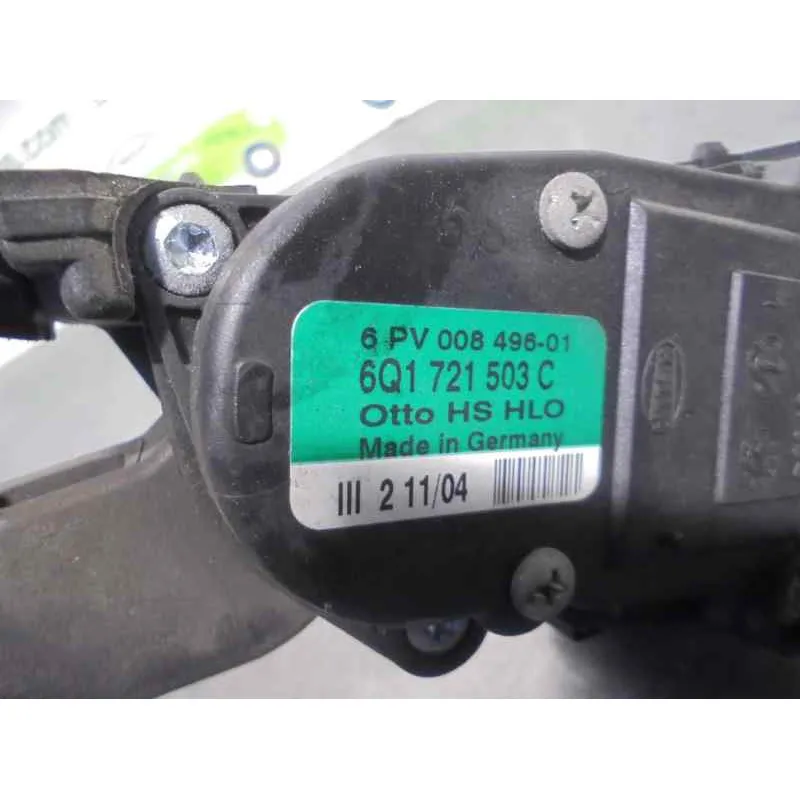 6 PV 008 496-01
6Q1 721 503 C
Otto HS HLO
Made in Germany
III 2 11/04